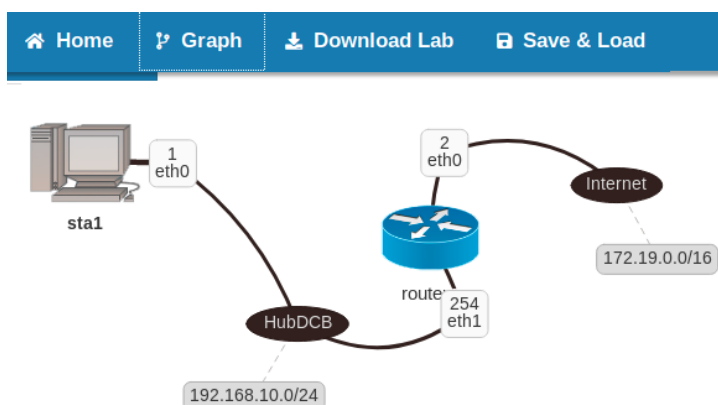 Home Graph Download Lab Save & Load
1
eth0
sta1
2
eth0
Internet
172.19.0.0/16
254
eth1
HubDCB
192.168.10.0/24